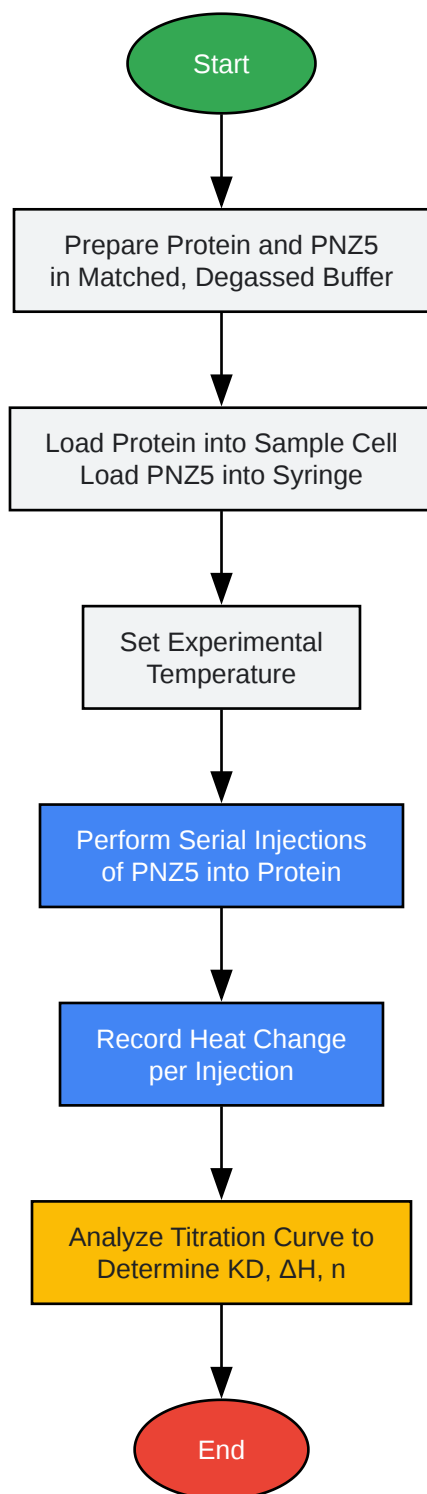 Start
Prepare Protein and PNZ5
in Matched, Degassed Buffer
Load Protein into Sample Cell
Load PNZ5 into Syringe
Set Experimental
Temperature
Perform Serial Injections
of PNZ5 into Protein
Record Heat Change
per Injection
Analyze Titration Curve to
Determine KD, ΔH, n
End